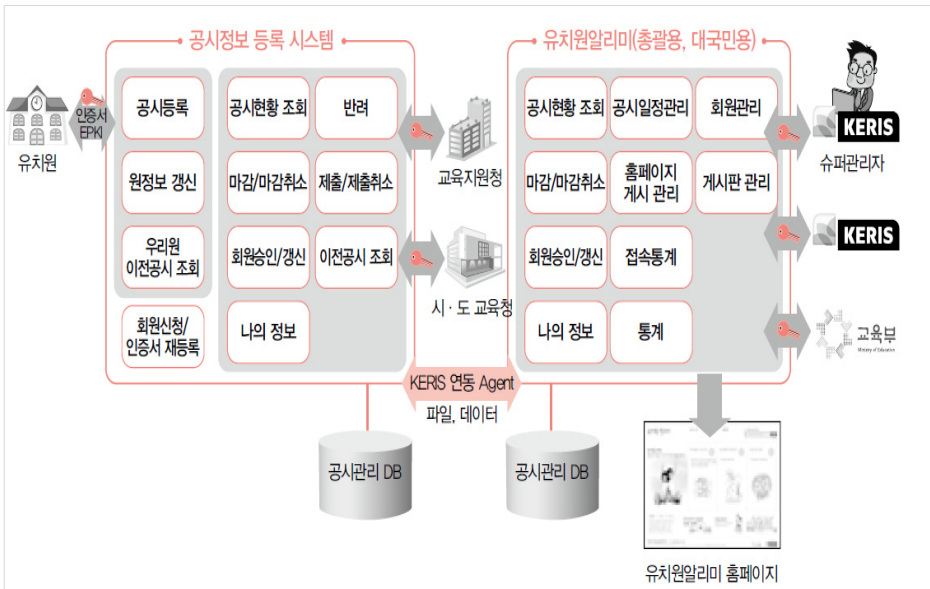 공시정보 등록 시스템
유치원알리미(총괄용, 대국민용)
유치원
인증서
EPKI
공시등록
원정보 갱신
우리원
이전공시 조회
회원신청/
인증서 재등록
공시현황 조회
반려
마감/마감취소
제출/제출취소
회원승인/갱신
이전공시 조회
나의 정보
교육지원청
시·도 교육청
공시현황 조회
공시일정관리
회원관리
마감/마감취소
홈페이지
게시 관리
게시판 관리
회원승인/갱신
접속통계
나의 정보
통계
KERIS
슈퍼관리자
KERIS
교육부
Ministry of Education
KERIS 연동 Agent
파일, 데이터
공시관리 DB
공시관리 DB
유치원알리미 홈페이지